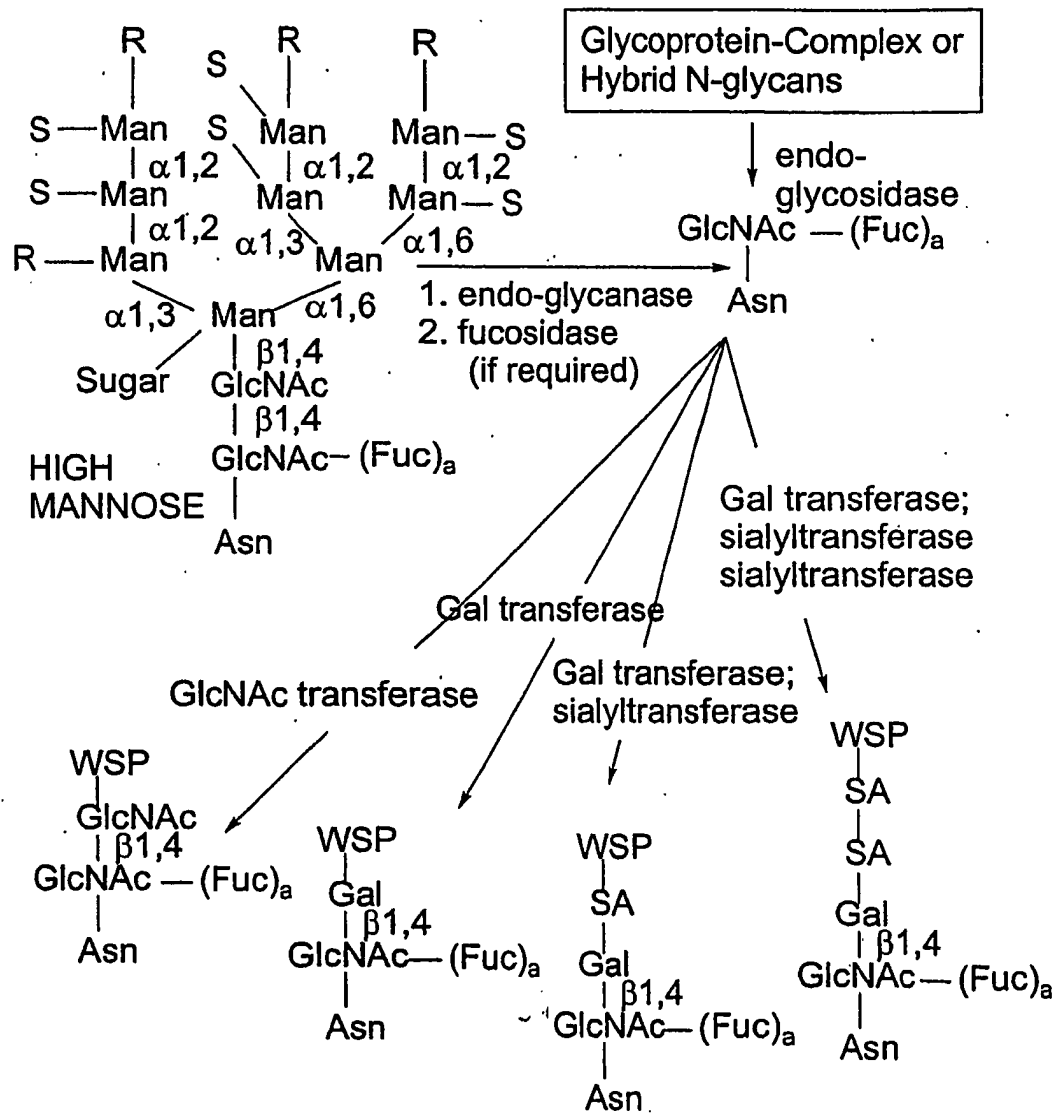 Glycoprotein-Complex or
Hybrid N-glycans
endo-
glycosidase
GlcNAc — (Fuc)a
Asn
R R R
S
S—Man S Man Man—S
α1,2 α1,2 α1,2
S—Man Man Man—S
α1,2 α1,3 α1,6
R—Man Man
α1,3 Man α1,6
Sugar β1,4
GlcNAc
β1,4
GlcNAc—(Fuc)a
HIGH
MANNOSE
Asn
1. endo-glycanase
2. fucosidase
(if required)
GlcNAc transferase
Gal transferase
Gal transferase;
sialyltransferase
Gal transferase;
sialyltransferase
sialyltransferase
WSP
GlcNAc
β1,4
GlcNAc — (Fuc)a
Asn
WSP
Gal
β1,4
GlcNAc—(Fuc)a
Asn
WSP
SA
Gal
β1,4
GlcNAc—(Fuc)a
Asn
WSP
SA
SA
Gal
β1,4
GlcNAc—(Fuc)a
Asn